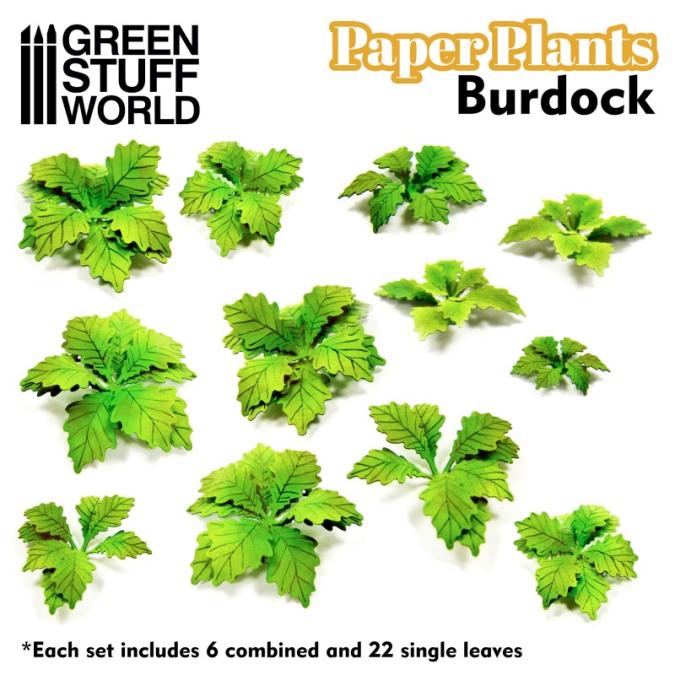 GREEN
STUFF
WORLD
Paper Plants
Burdock
*Each set includes 6 combined and 22 single leaves